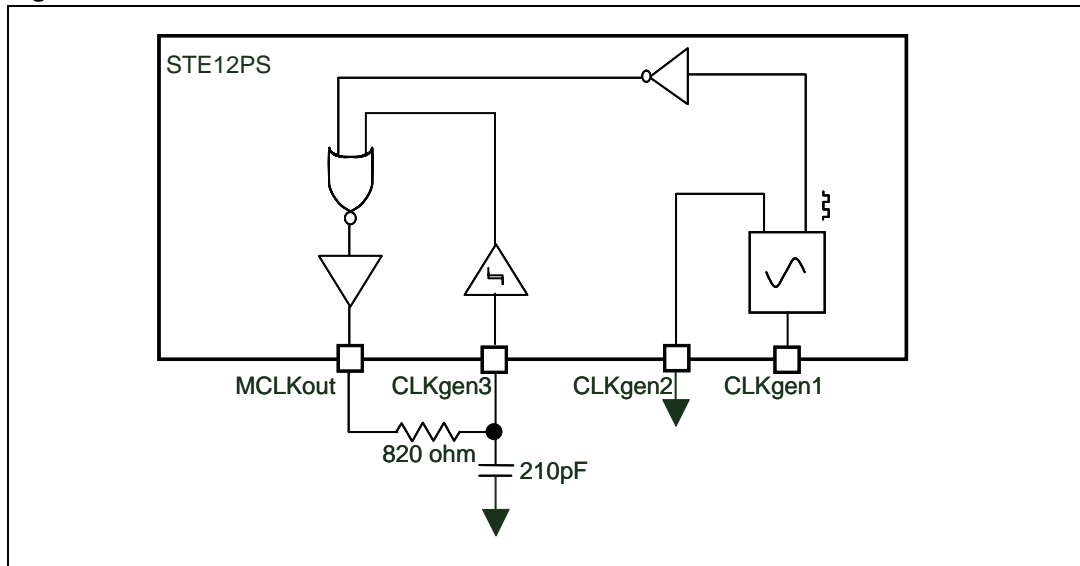 STE12PS
MCLKout
CLKgen3
CLKgen2
CLKgen1
820 ohm
210pF